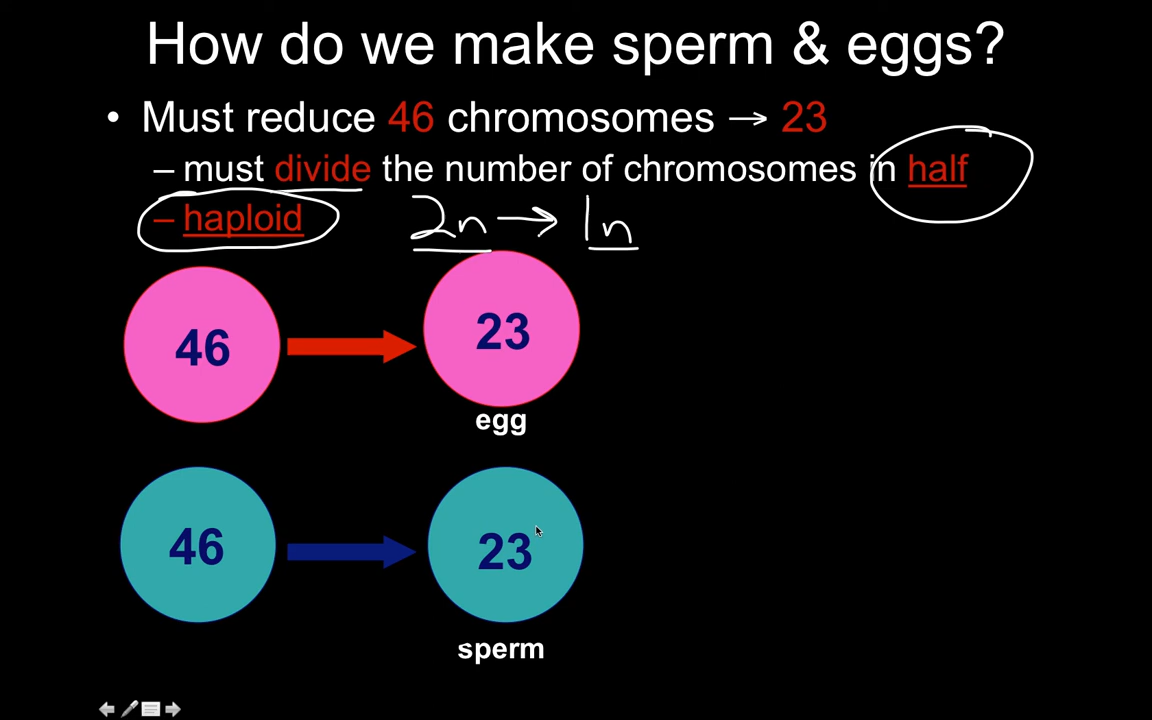 How do we make sperm & eggs?
• Must reduce 46 chromosomes → 23
– must divide the number of chromosomes in half
– haploid 2n → 1n
46 23
egg
46 23
sperm